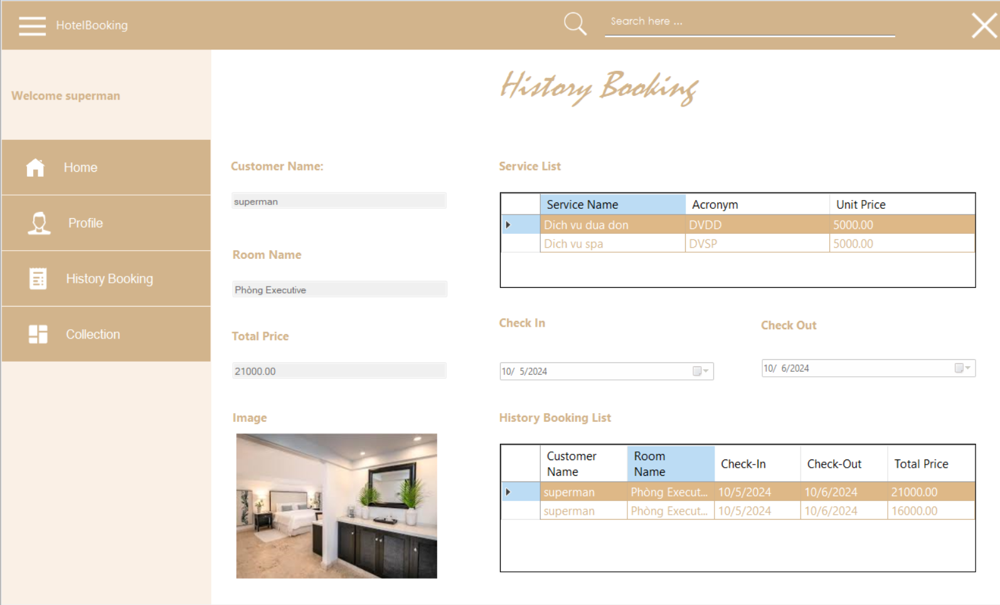 HotelBooking
Search here ...
Welcome superman
History Booking
Home
Profile
History Booking
Collection
Customer Name:
superman
Room Name
Phòng Executive
Total Price
21000.00
Image
Service List
Service Name Acronym Unit Price
Dich vu dua don DVDD 5000.00
Dich vu spa DVSP 5000.00
Check In
Check Out
10/ 5/2024
10/ 6/2024
History Booking List
Customer Name Room Name Check-In Check-Out Total Price
superman Phòng Execut... 10/5/2024 10/6/2024 21000.00
superman Phòng Execut... 10/5/2024 10/6/2024 16000.00